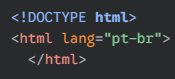 <!DOCTYPE html>
<html lang="pt-br">
</html>